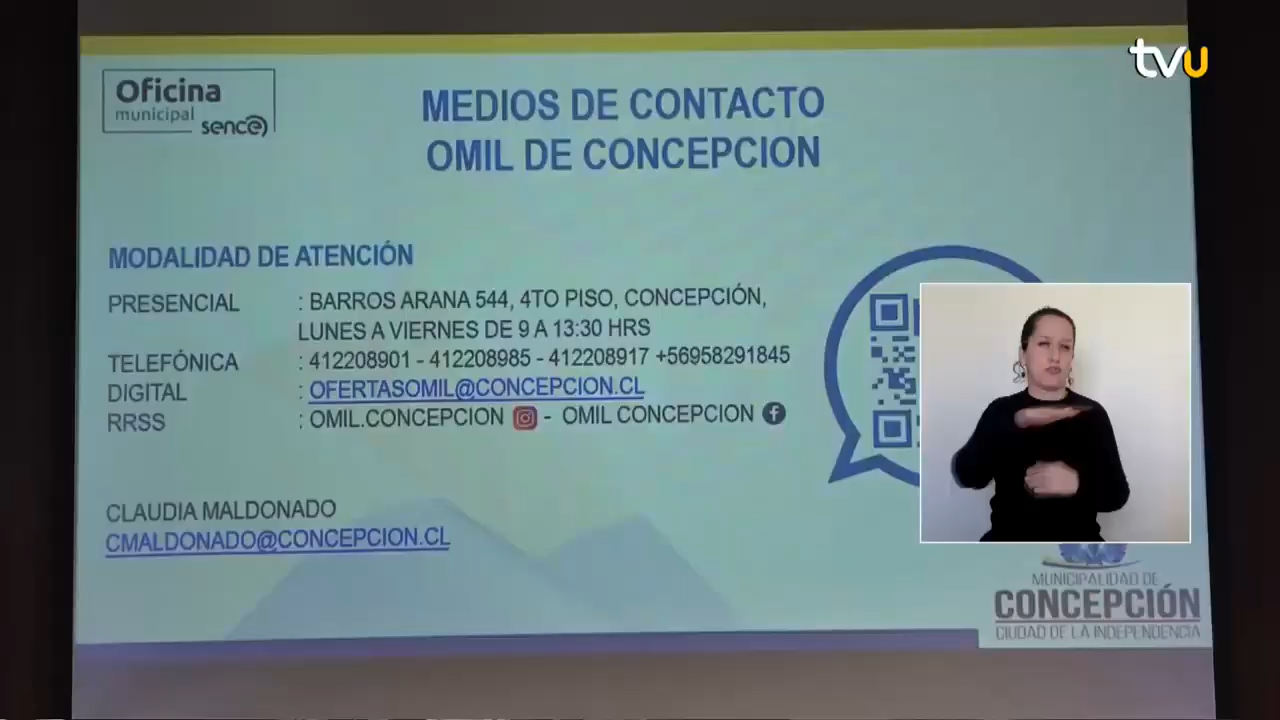 tvu
Oficina
municipal
sence
MEDIOS DE CONTACTO
OMIL DE CONCEPCION
MODALIDAD DE ATENCIÓN
PRESENCIAL : BARROS ARANA 544, 4TO PISO, CONCEPCIÓN,
LUNES A VIERNES DE 9 A 13:30 HRS
TELEFÓNICA : 412208901 - 412208985 - 412208917 +56958291845
DIGITAL : OFERTASOMIL@CONCEPCION.CL
RRSS : OMIL.CONCEPCION - OMIL CONCEPCION
CLAUDIA MALDONADO
CMALDONADO@CONCEPCION.CL
MUNICIPALIDAD DE
CONCEPCIÓN
CIUDAD DE LA INDEPENDENCIA